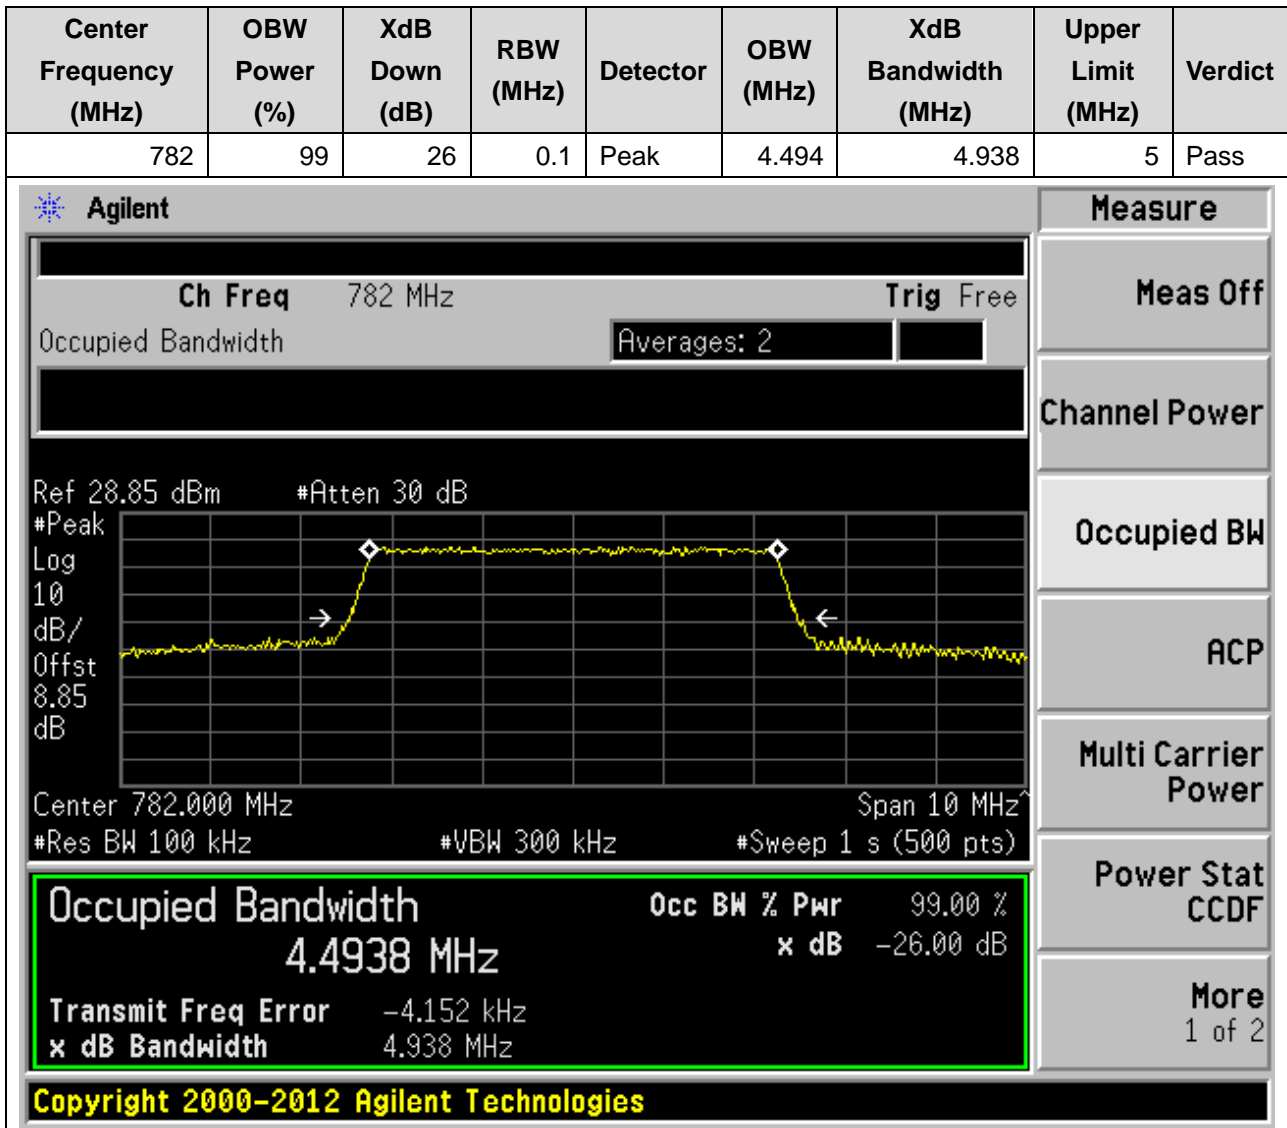 Center Frequency (MHz) OBW Power (%) XdB Down (dB) RBW (MHz) Detector OBW (MHz) XdB Bandwidth (MHz) Upper Limit (MHz) Verdict
782 99 26 0.1 Peak 4.494 4.938 5 Pass
Agilent
Measure
Ch Freq 782 MHz Trig Free
Meas Off
Occupied Bandwidth Averages: 2
Channel Power
Ref 28.85 dBm #Atten 30 dB
#Peak
Log
10
dB/
Offst
8.85
dB
Occupied BW
ACP
Multi Carrier
Power
Center 782.000 MHz Span 10 MHz^
#Res BW 100 kHz #VBW 300 kHz #Sweep 1 s (500 pts)
Power Stat
CCDF
Occupied Bandwidth Occ BW % Pwr 99.00 %
4.4938 MHz x dB -26.00 dB
Transmit Freq Error -4.152 kHz
x dB Bandwidth 4.938 MHz
More
1 of 2
Copyright 2000-2012 Agilent Technologies